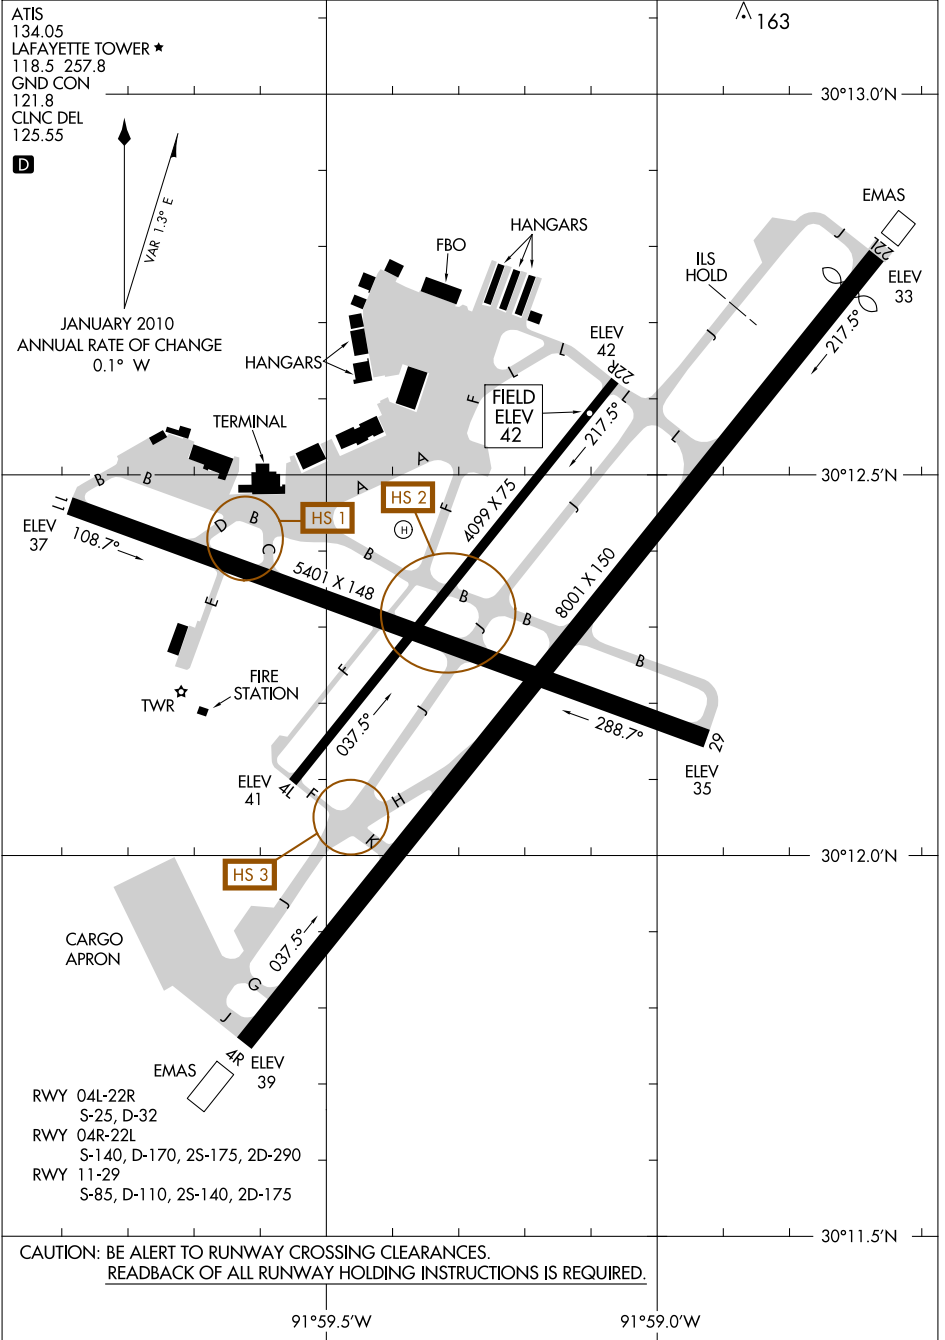 ATIS
134.05
LAFAYETTE TOWER ★
118.5 257.8
GND CON
121.8
CLNC DEL
125.55
D
163
30°13.0'N
VAR 1.3° E
JANUARY 2010
ANNUAL RATE OF CHANGE
0.1° W
EMAS
HANGARS
FBO
J
22L
ILS
HOLD
ELEV
33
217.5°
J
ELEV
42
HANGARS
L
L
22R
L
FIELD
ELEV
42
F
217.5°
L
TERMINAL
A
30°12.5'N
B
B
A
HS 2
11
ELEV
37
108.7°
D
B
C
HS 1
H
F
4099 X 75
J
B
5401 X 148
8001 X 150
E
B
J
B
B
F
TWR
FIRE
STATION
J
037.5°
288.7°
29
ELEV
35
ELEV
41
4L
F
H
K
30°12.0'N
HS 3
J
CARGO
APRON
037.5°
G
J
4R
ELEV
39
EMAS
RWY 04L-22R
S-25, D-32
RWY 04R-22L
S-140, D-170, 2S-175, 2D-290
RWY 11-29
S-85, D-110, 2S-140, 2D-175
30°11.5'N
CAUTION: BE ALERT TO RUNWAY CROSSING CLEARANCES.
READBACK OF ALL RUNWAY HOLDING INSTRUCTIONS IS REQUIRED.
91°59.5'W
91°59.0'W